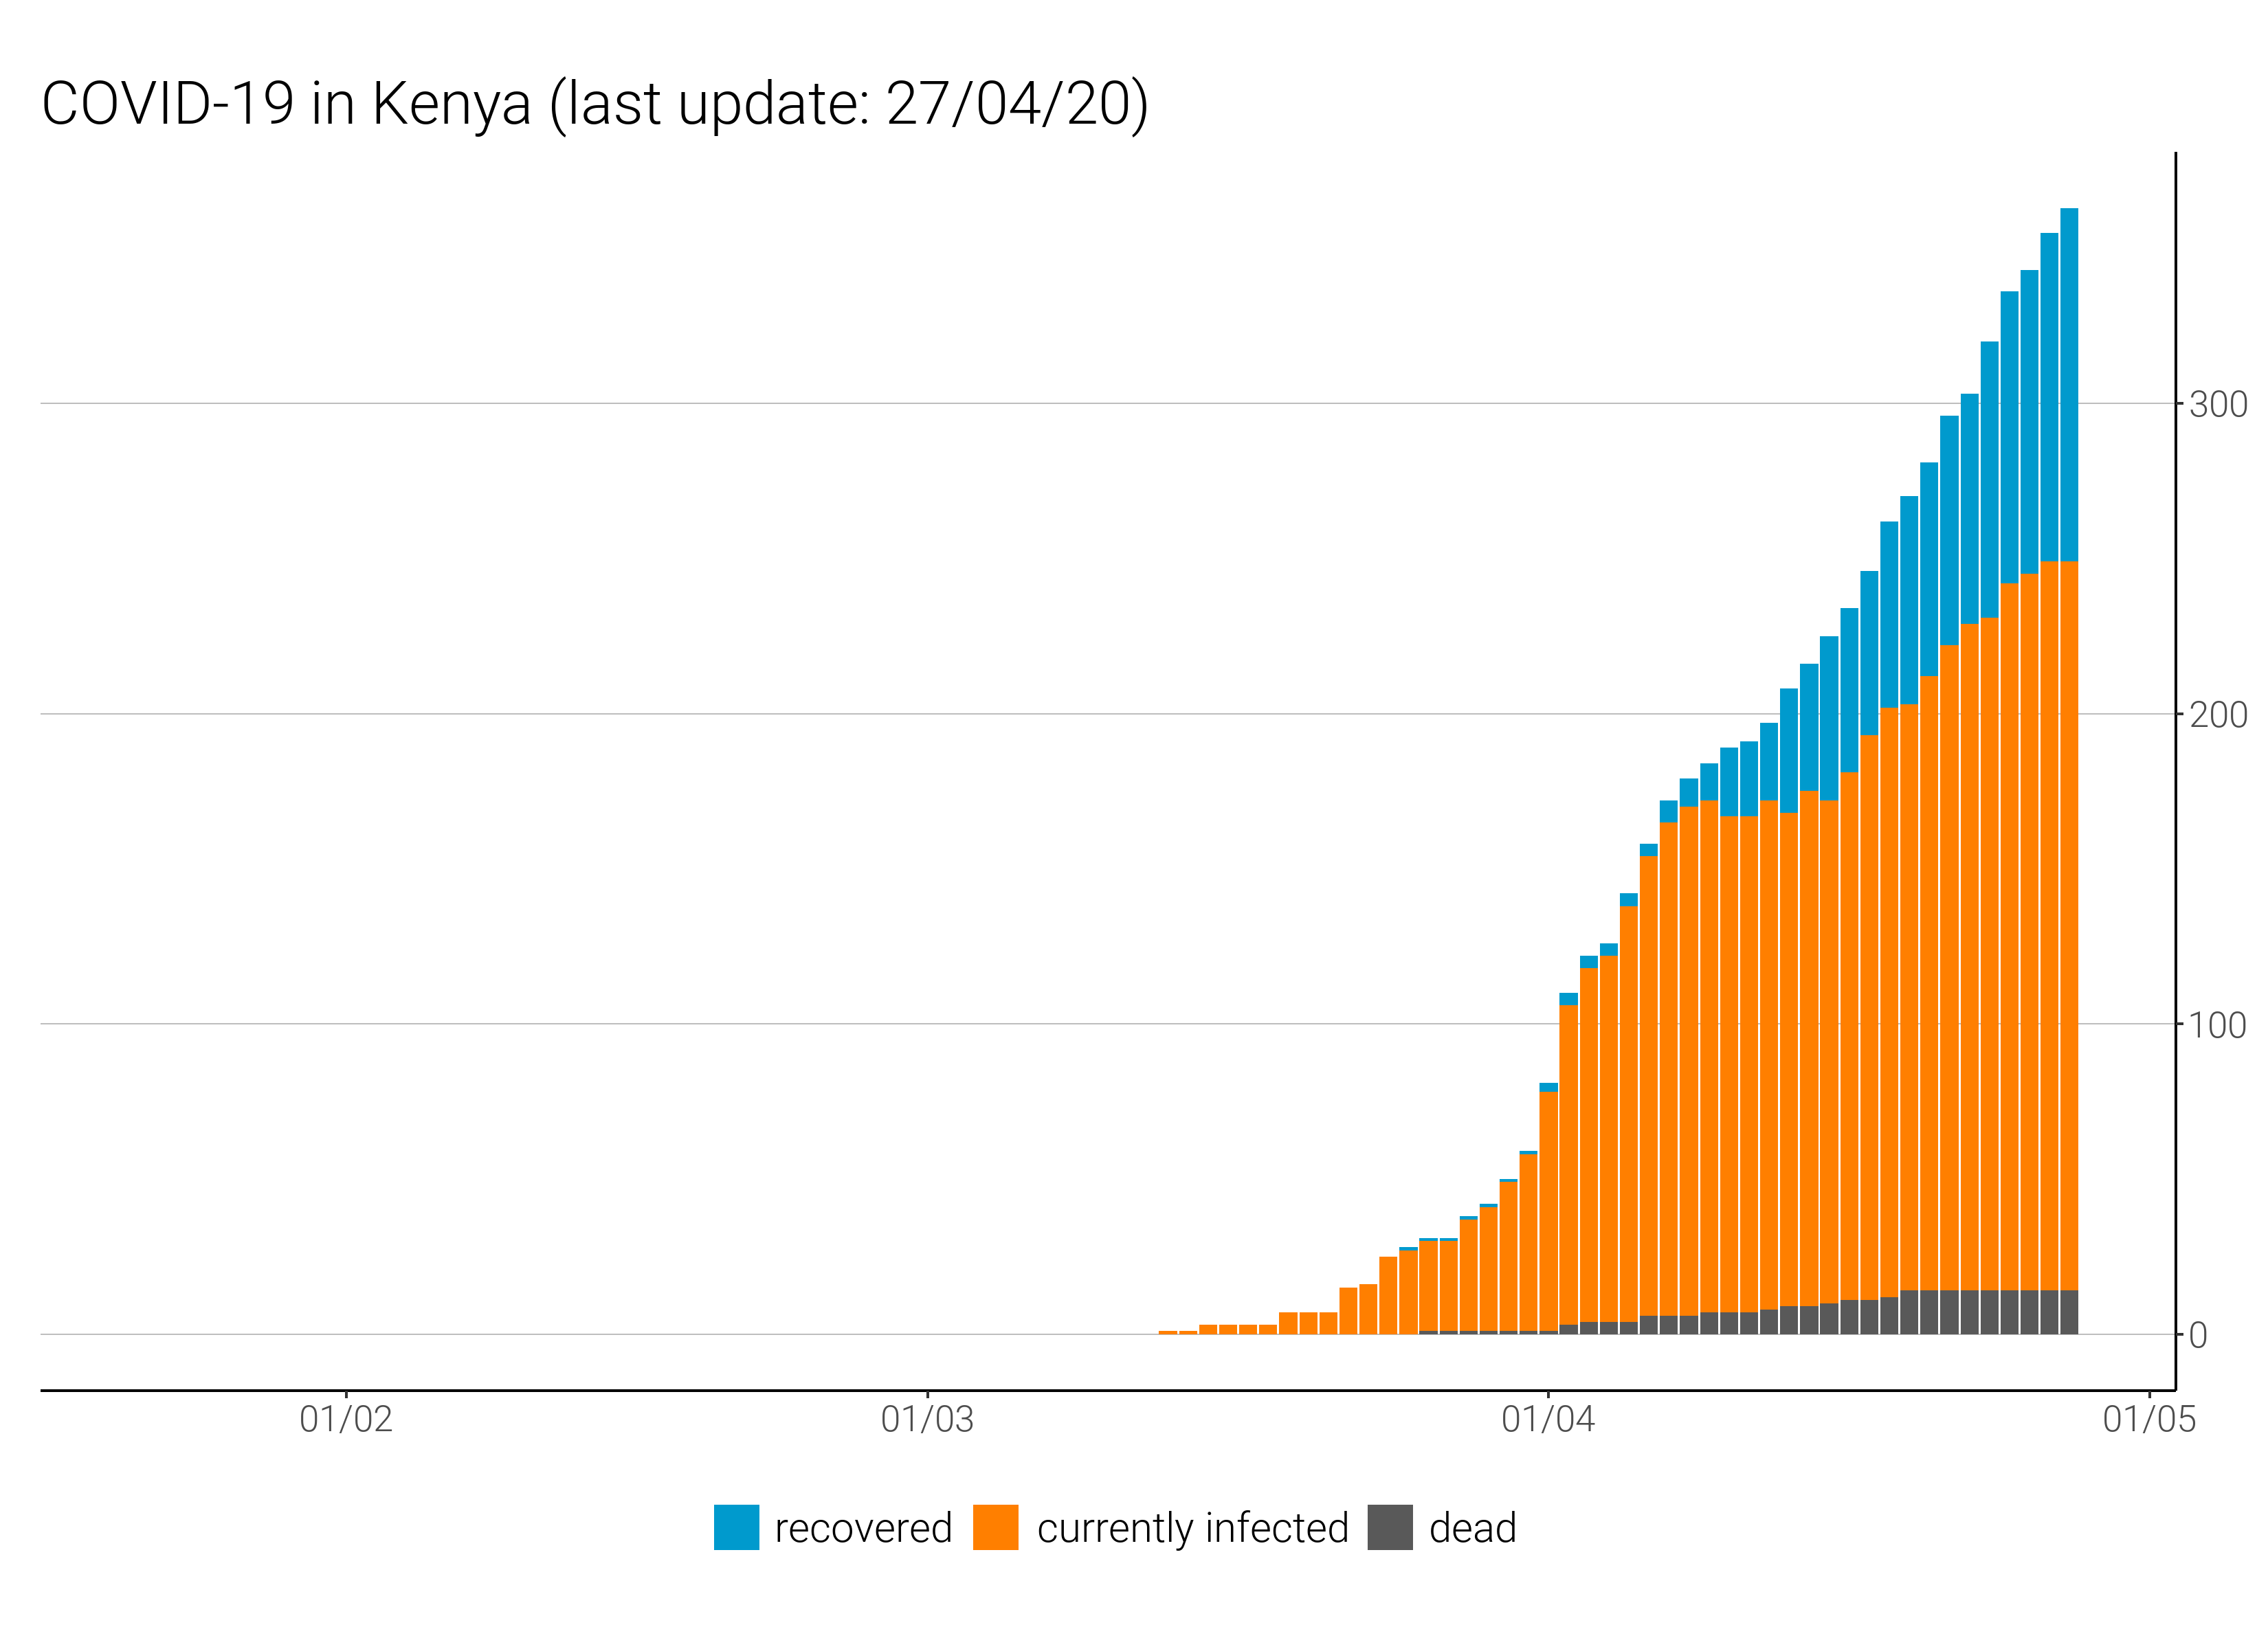 COVID-19 in Kenya (last update: 27/04/20)
300
200
100
0
01/02 01/03 01/04 01/05
recovered currently infected dead